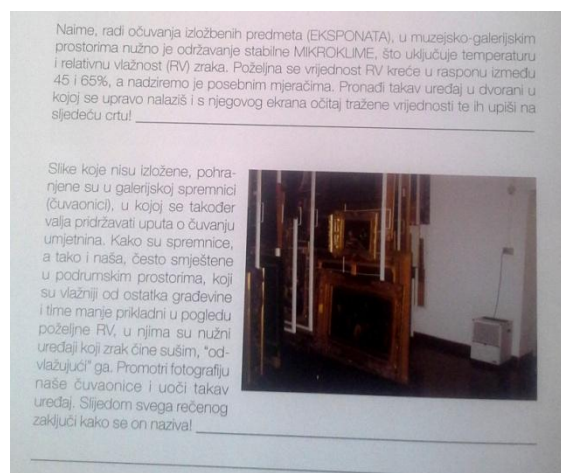 Naime, radi očuvanja izložbenih predmeta (EKSPONATA), u muzejsko-galerijskim
prostorima nužno je održavanje stabilne MIKROKLIME, što uključuje temperaturu
i relativnu vlažnost (RV) zraka. Poželjna se vrijednost RV kreće u rasponu između
45 i 65%, a nadziremo je posebnim mjeračima. Pronađi takav uređaj u dvorani u
kojoj se upravo nalaziš i s njegovog ekrana očitaj tražene vrijednosti te ih upiši na
sljedeću crtu!
Slike koje nisu izložene, pohra-
njene su u galerijskoj spremnici
(čuvaonici), u kojoj se također
valja pridržavati uputa o čuvanju
umjetnina. Kako su spremnice,
a tako i naša, često smještene
u podrumskim prostorima, koji
su vlažniji od ostatka građevine
i time manje prikladni u pogledu
poželjne RV, u njima su nužni
uređaji koji zrak čine sušim, "od-
vlažujući" ga. Promotri fotografiju
naše čuvaonice i uoči takav
uređaj. Slijedom svega rečenog
zaključi kako se on naziva!